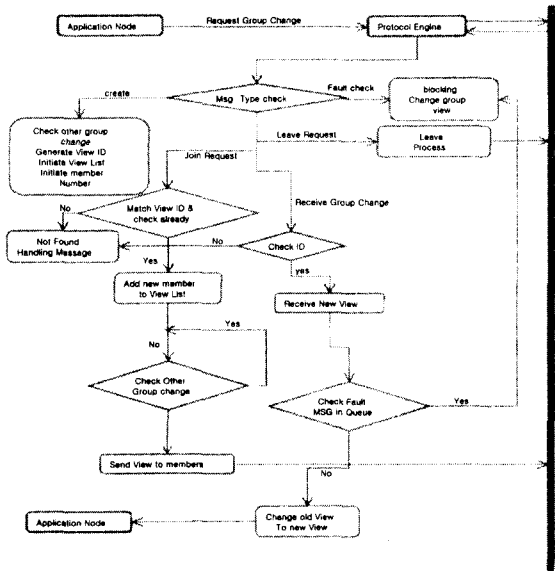 Application Node
Request Group Change
Protocol Engine
Msg Type check
Fault check
blocking
Change group
view
create
Check other group
change
Generate View ID
Initiate View List
Initiate member
Number
Leave Request
Leave
Process
Join Request
Receive Group Change
No
Match View ID &
check already
Not Found
Handling Message
No
Check ID
Yes
yes
Add new member
to View List
Receive New View
Yes
No
Check Other
Group change
Check Fault
MSG in Queue
Yes
Send View to members
No
Application Node
Change old View
To new View